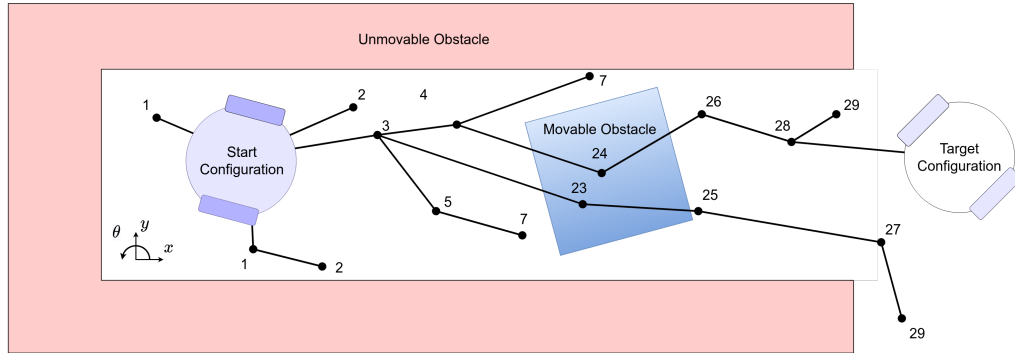 Unmovable Obstacle
1
2
4
7
3
26
29
Start
Configuration
Movable Obstacle
24
28
Target
Configuration
23
5
25
7
27
θ
y
x
1
2
29